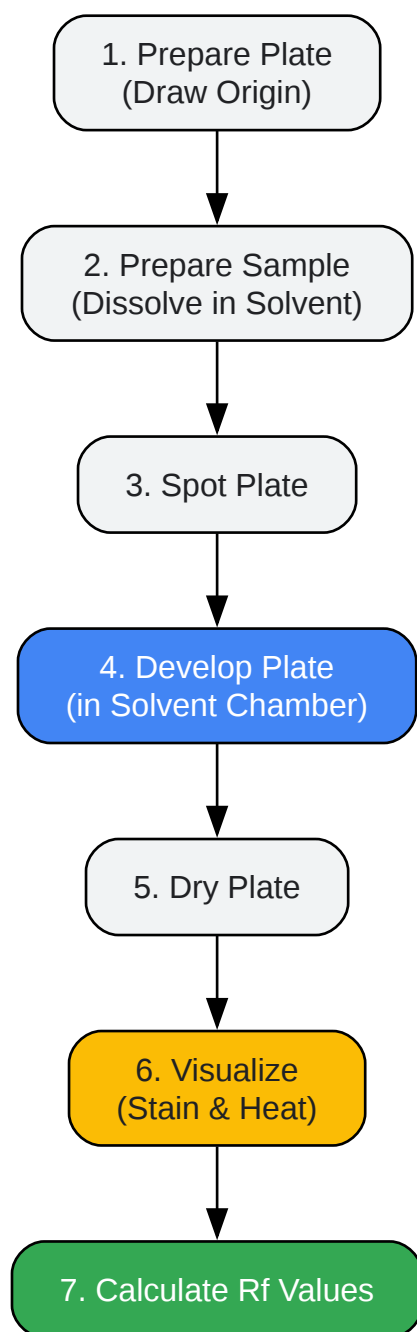 1. Prepare Plate
(Draw Origin)
2. Prepare Sample
(Dissolve in Solvent)
3. Spot Plate
4. Develop Plate
(in Solvent Chamber)
5. Dry Plate
6. Visualize
(Stain & Heat)
7. Calculate Rf Values